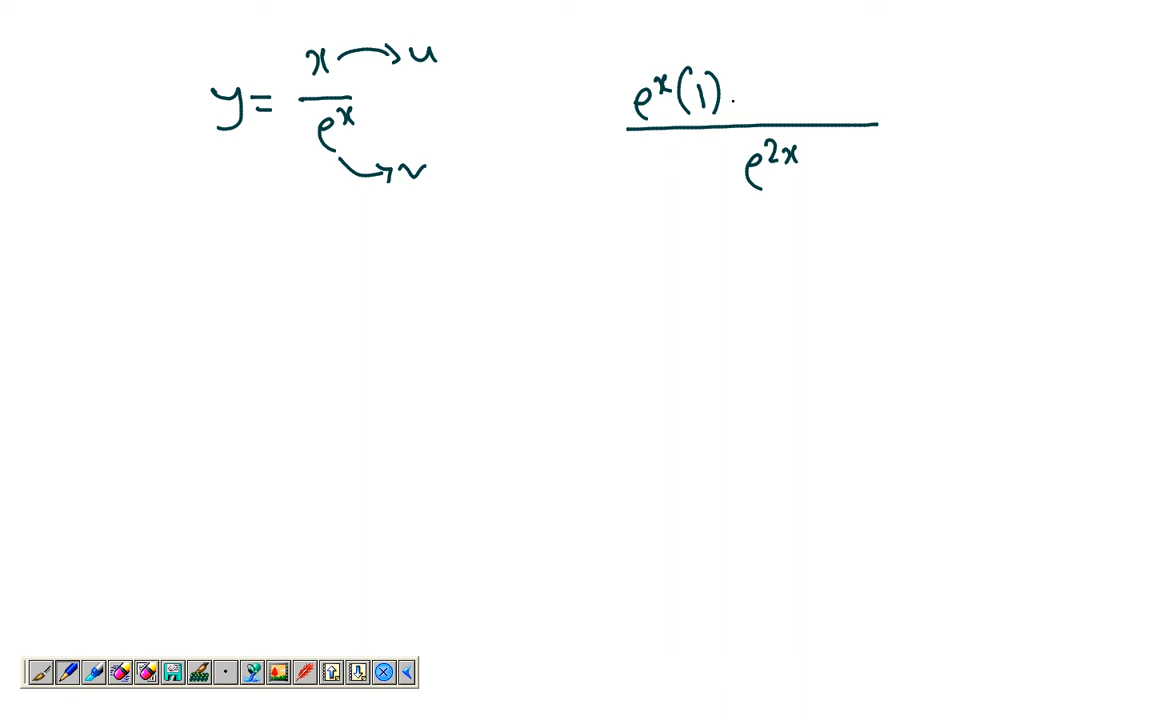 y = x/e^x
x → u
e^x → v
e^x(1)
e^2x